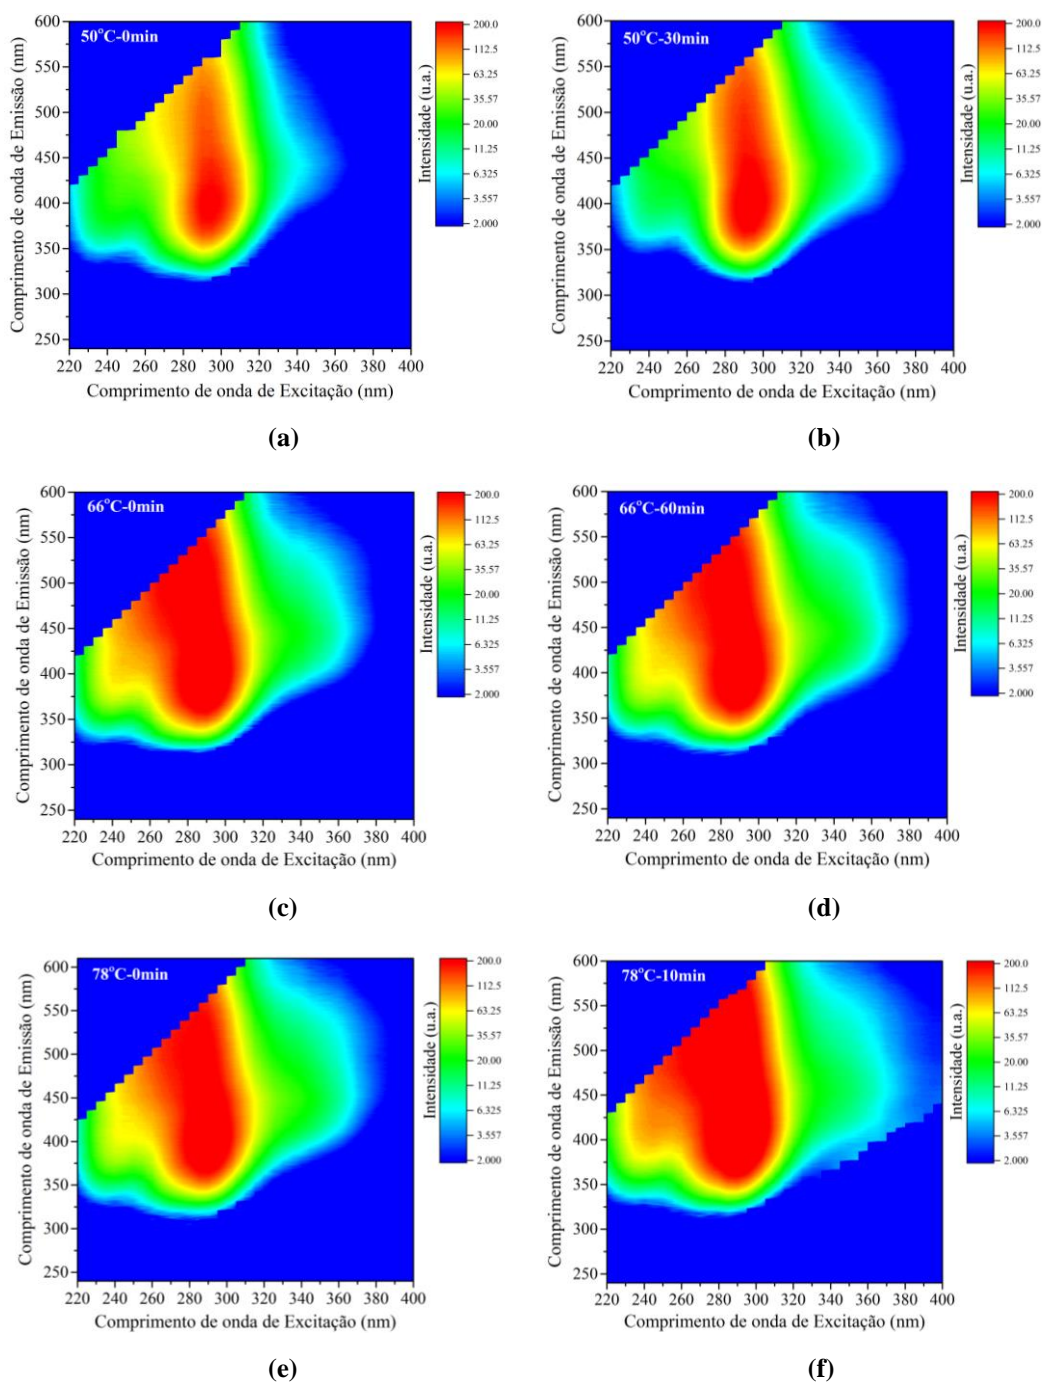 50°C-0min
Comprimento de onda de Emissão (nm)
600
550
500
450
400
350
300
250
220 240 260 280 300 320 340 360 380 400
Comprimento de onda de Excitação (nm)
Intensidade (u.a.)
200.0
112.5
63.25
35.57
20.00
11.25
6.325
3.557
2.000
(a)
50°C-30min
Comprimento de onda de Emissão (nm)
600
550
500
450
400
350
300
250
220 240 260 280 300 320 340 360 380 400
Comprimento de onda de Excitação (nm)
Intensidade (u.a.)
200.0
112.5
63.25
35.57
20.00
11.25
6.325
3.557
2.000
(b)
66°C-0min
Comprimento de onda de Emissão (nm)
600
550
500
450
400
350
300
250
220 240 260 280 300 320 340 360 380 400
Comprimento de onda de Excitação (nm)
Intensidade (u.a.)
200.0
112.5
63.25
35.57
20.00
11.25
6.325
3.557
2.000
(c)
66°C-60min
Comprimento de onda de Emissão (nm)
600
550
500
450
400
350
300
250
220 240 260 280 300 320 340 360 380 400
Comprimento de onda de Excitação (nm)
Intensidade (u.a.)
200.0
112.5
63.25
35.57
20.00
11.25
6.325
3.557
2.000
(d)
78°C-0min
Comprimento de onda de Emissão (nm)
600
550
500
450
400
350
300
250
220 240 260 280 300 320 340 360 380 400
Comprimento de onda de Excitação (nm)
Intensidade (u.a.)
200.0
112.5
63.25
35.57
20.00
11.25
6.325
3.557
2.000
(e)
78°C-10min
Comprimento de onda de Emissão (nm)
600
550
500
450
400
350
300
250
220 240 260 280 300 320 340 360 380 400
Comprimento de onda de Excitação (nm)
Intensidade (u.a.)
200.0
112.5
63.25
35.57
20.00
11.25
6.325
3.557
2.000
(f)